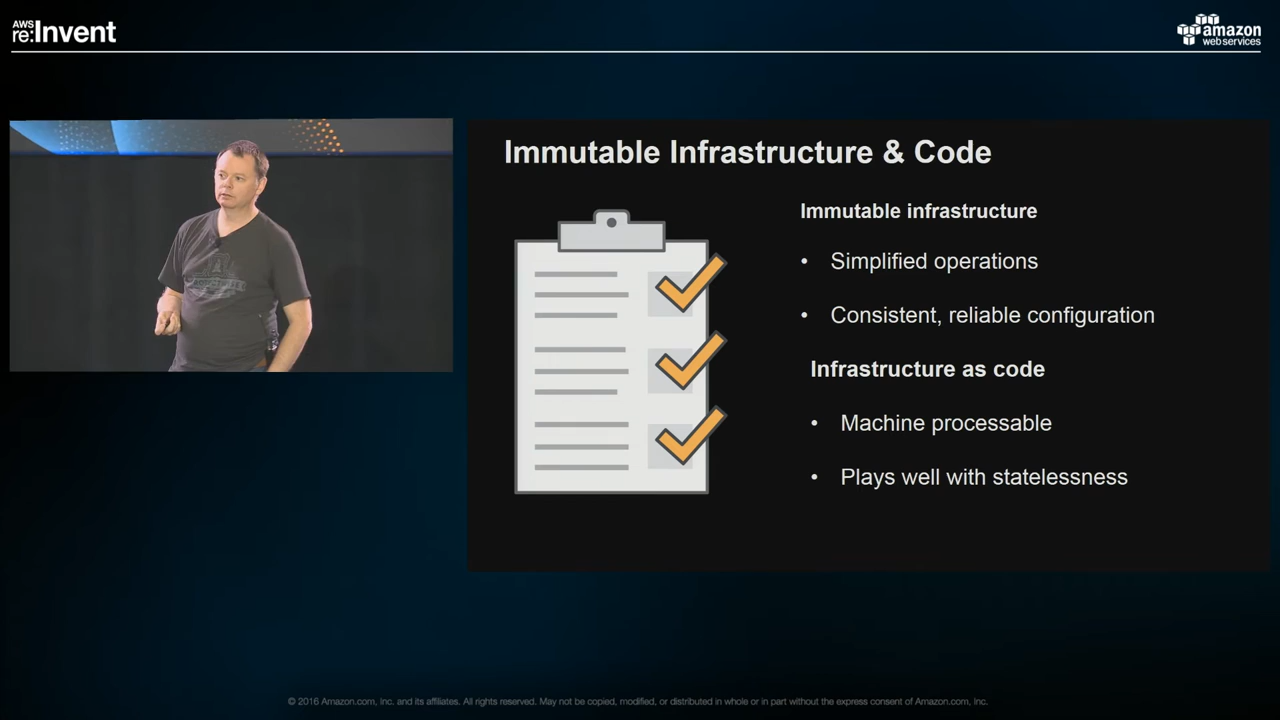 AWS
re:Invent
amazon
web services
Immutable Infrastructure & Code
Immutable infrastructure
• Simplified operations
• Consistent, reliable configuration
Infrastructure as code
• Machine processable
• Plays well with statelessness
© 2016 Amazon.com, Inc. and its affiliates. All rights reserved. May not be copied, modified, or distributed in whole or in part without the express consent of Amazon.com, Inc.